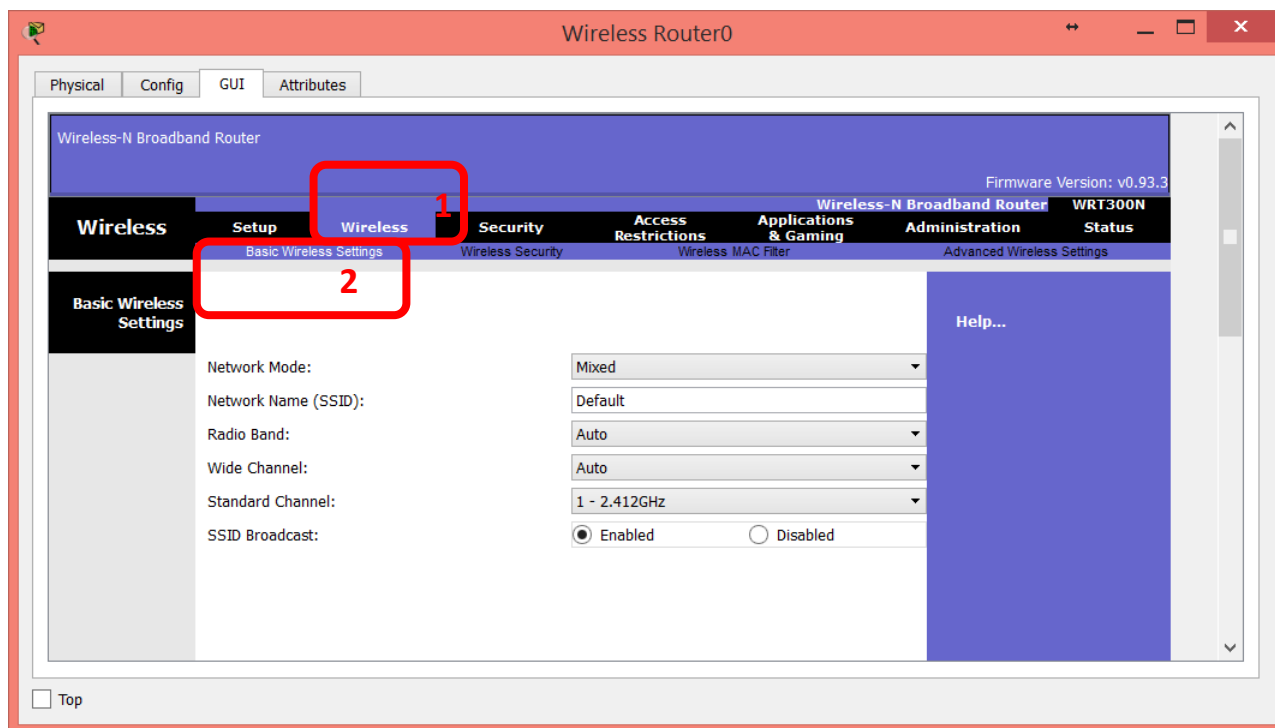 Wireless Router0
Physical Config GUI Attributes
Wireless-N Broadband Router
Firmware Version: v0.93.3
Wireless-N Broadband Router WRT300N
Wireless Setup Wireless 1 Security Access Restrictions Applications & Gaming Administration Status
Basic Wireless Settings Wireless Security Wireless MAC Filter Advanced Wireless Settings
2
Basic Wireless
Settings
Help...
Network Mode: Mixed
Network Name (SSID): Default
Radio Band: Auto
Wide Channel: Auto
Standard Channel: 1 - 2.412GHz
SSID Broadcast: Enabled Disabled
Top